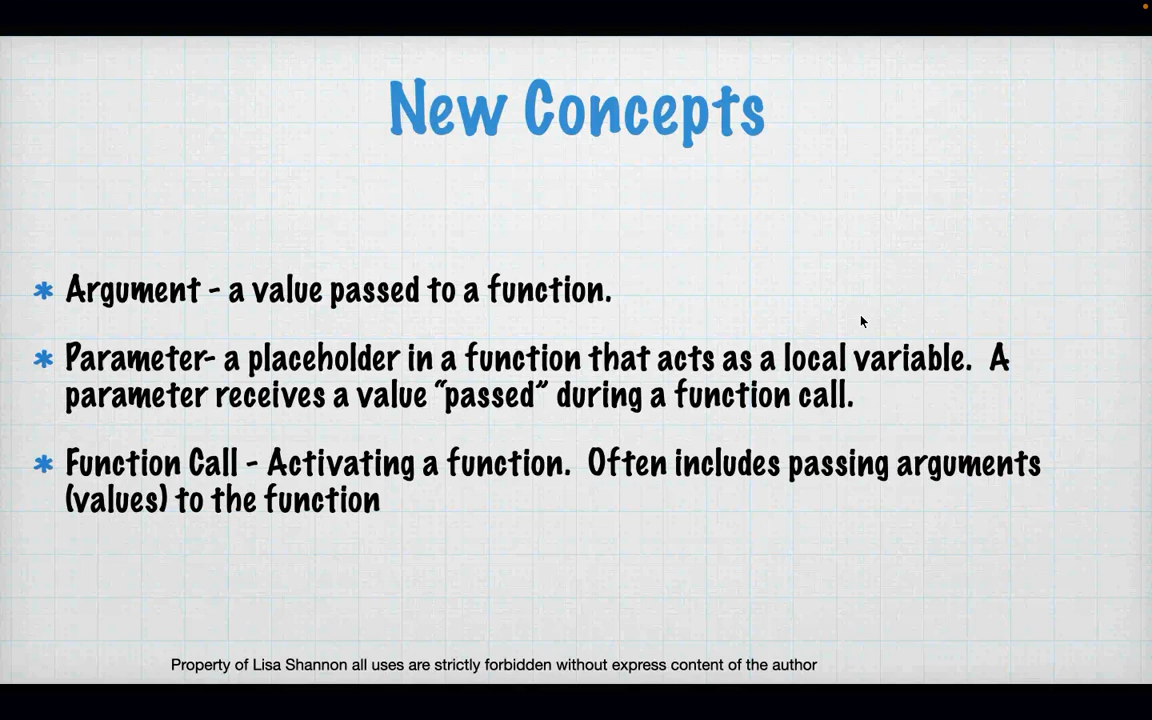 New Concepts
* Argument - a value passed to a function.
* Parameter- a placeholder in a function that acts as a local variable.  A
parameter receives a value “passed” during a function call.
* Function Call - Activating a function.  Often includes passing arguments
(values) to the function
Property of Lisa Shannon all uses are strictly forbidden without express content of the author